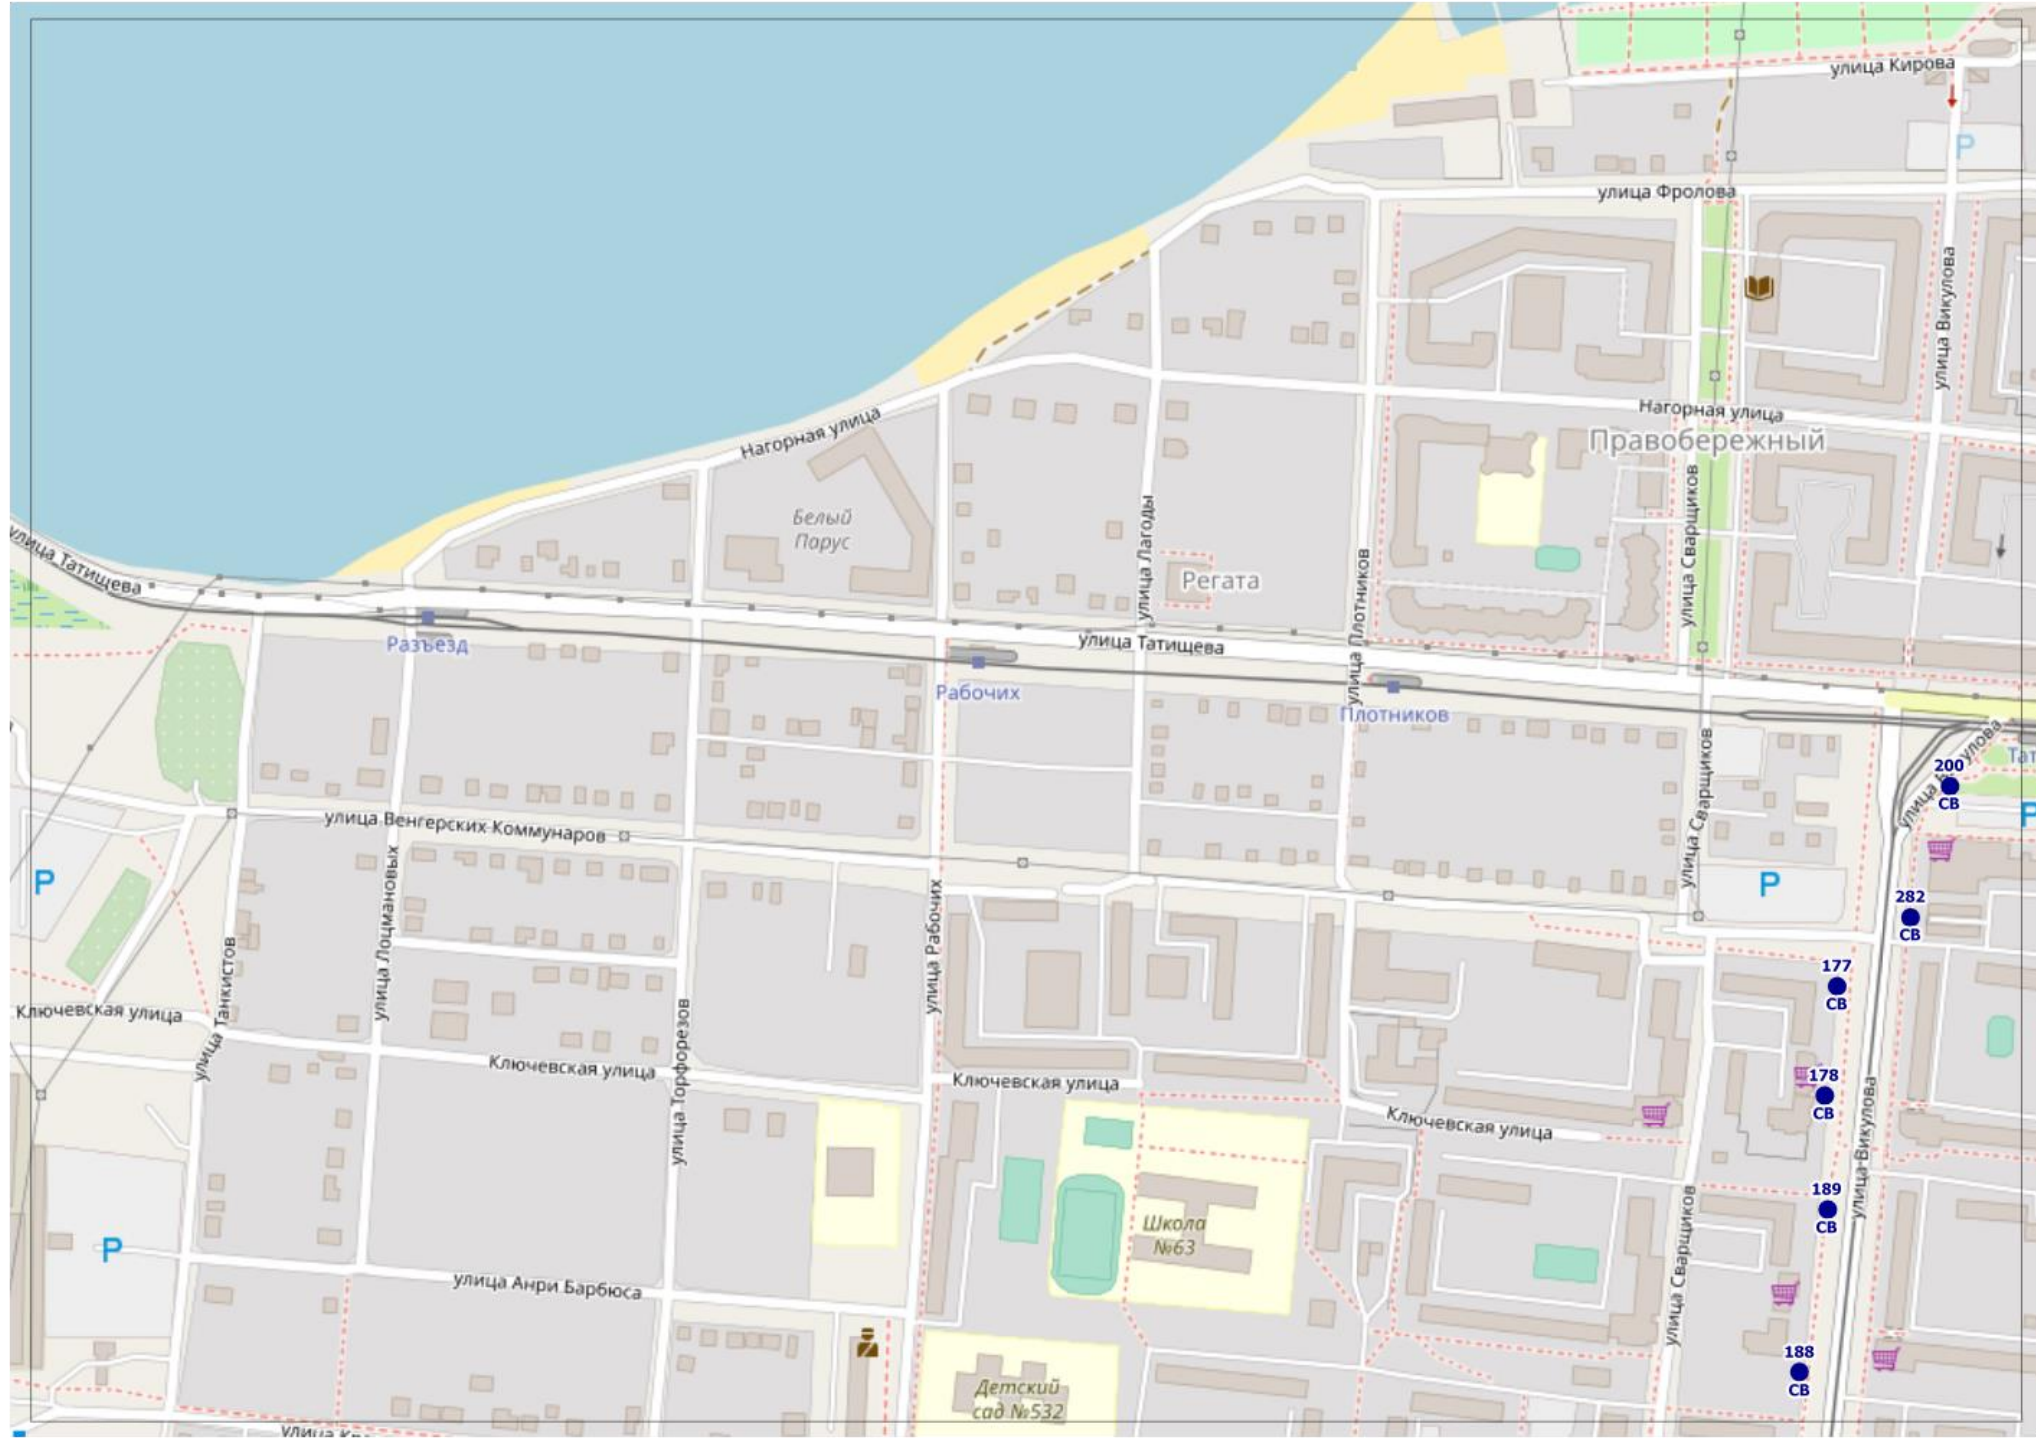 улица Кирова
P
улица Фролова
улица Викулова
Нагорная улица
Правобережный
Нагорная улица
Белый
Парус
улица Лагоды
улица Сварщиков
Регата
улица Плотников
улица Татищева
улица Татищева
Разъезд
Рабочих
Плотников
улица Сварщиков
200
СВ
P
улица Венгерских Коммунаров
P
P
улица Лоцмановых
улица Рабочих
282
СВ
улица Танкистов
177
СВ
Ключевская улица
улица Торфорезов
Ключевская улица
Ключевская улица
178
СВ
Ключевская улица
улица Викулова
189
СВ
Школа
№63
P
улица Сварщиков
улица Анри Барбюса
188
СВ
Детский
сад №532